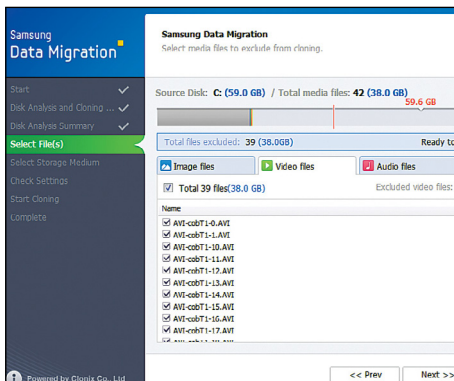 Samsung
Data Migration
Start
Disk Analysis and Cloning ...
Disk Analysis Summary
Select File(s)
Select Storage Medium
Check Settings
Start Cloning
Complete
Powered by Clonix Co., Ltd
Samsung Data Migration
Select media files to exclude from cloning.
Source Disk: C: (59.0 GB) / Total media files: 42 (38.0 GB)
59.6 GB
Total files excluded: 39 (38.0GB) Ready to
Image files Video files Audio files
Total 39 files(38.0 GB) Excluded video files:
Name
AVI-cobT1-0.AVI
AVI-cobT1-1.AVI
AVI-cobT1-10.AVI
AVI-cobT1-11.AVI
AVI-cobT1-12.AVI
AVI-cobT1-13.AVI
AVI-cobT1-14.AVI
AVI-cobT1-15.AVI
AVI-cobT1-16.AVI
AVI-cobT1-17.AVI
<< Prev Next >>